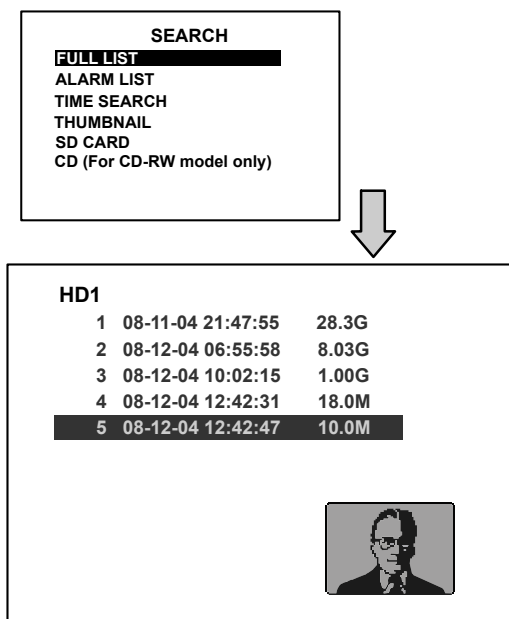 SEARCH
FULL LIST
ALARM LIST
TIME SEARCH
THUMBNAIL
SD CARD
CD (For CD-RW model only)
HD1
1 08-11-04 21:47:55 28.3G
2 08-12-04 06:55:58 8.03G
3 08-12-04 10:02:15 1.00G
4 08-12-04 12:42:31 18.0M
5 08-12-04 12:42:47 10.0M